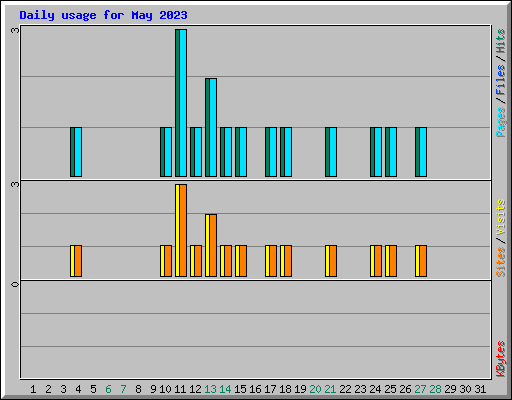 Daily usage for May 2023
3
Pages/Files/Hits
3
Sites/Visits
0
KBytes
1 2 3 4 5 6 7 8 9 10 11 12 13 14 15 16 17 18 19 20 21 22 23 24 25 26 27 28 29 30 31